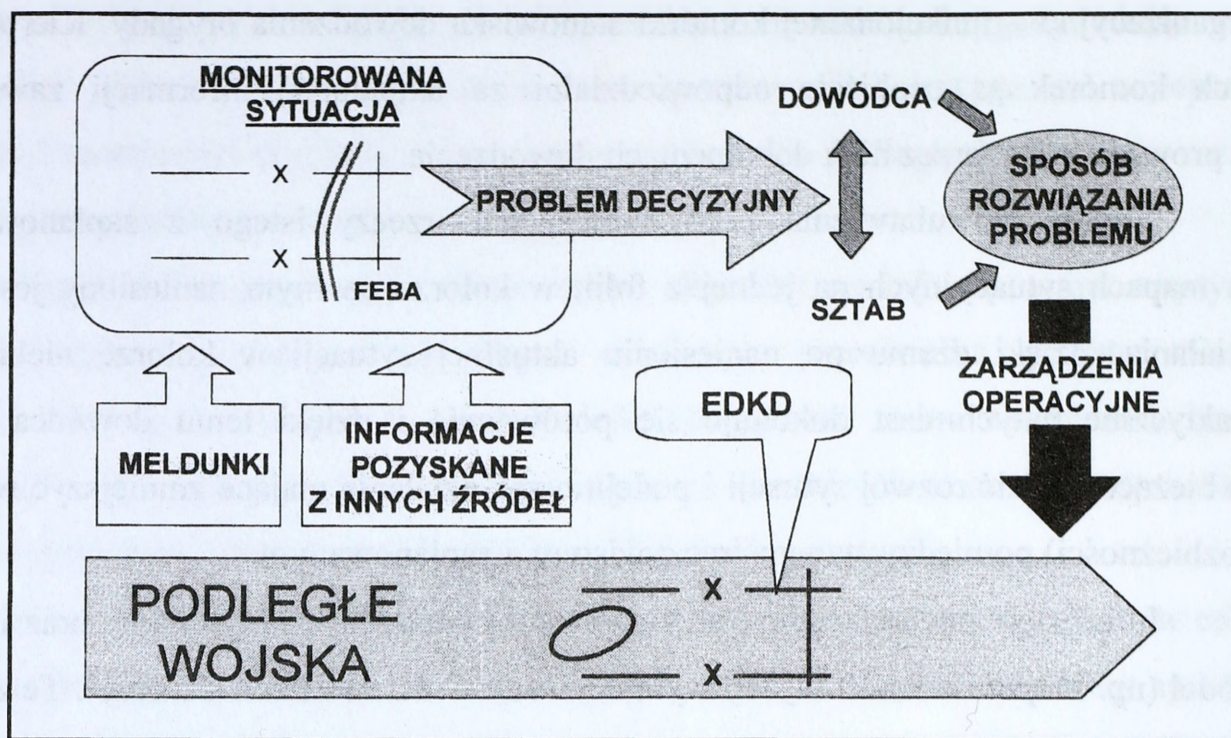 MONITOROWANA
SYTUACJA
X
X
FEBA
PROBLEM DECYZYJNY
DOWÓDCA
SZTAB
SPOSÓB
ROZWIĄZANIA
PROBLEMU
ZARZĄDZENIA
OPERACYJNE
MELDUNKI
INFORMACJE
POZYSKANE
Z INNYCH ŹRÓDEŁ
EDKD
PODLEGŁE
WOJSKA
X
X